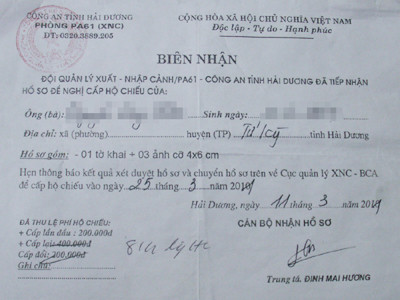 CÔNG AN TỈNH HẢI DƯƠNG
PHÒNG PA61 (XNC)
ĐT: 0320.3889.205
CỘNG HÒA XÃ HỘI CHỦ NGHĨA VIỆT NAM
Độc lập - Tự do - Hạnh phúc
BIÊN NHẬN
ĐỘI QUẢN LÝ XUẤT - NHẬP CẢNH/PA61 - CÔNG AN TỈNH HẢI DƯƠNG ĐÃ TIẾP NHẬN
HỒ SƠ ĐỀ NGHỊ CẤP HỘ CHIẾU CỦA:
Ông (bà): Sinh ngày:
Địa chỉ: xã (phường) huyện (TP) Tứ Kỳ tỉnh Hải Dương
Hồ sơ gồm: - 01 tờ khai + 03 ảnh cỡ 4x6 cm
Hẹn thông báo kết quả xét duyệt hồ sơ và chuyển hồ sơ trên về Cục quản lý XNC - BCA
để cấp hộ chiếu vào ngày 25 tháng 3 năm
Hải Dương, ngày 11 tháng 3 năm
ĐÃ THU LỆ PHÍ HỘ CHIẾU:
+ Cấp lần đầu: 200.000đ
+ Cấp lại: 400.000đ
Cấp đổi: 200.000đ
Ghi chú:
CÁN BỘ NHẬN HỒ SƠ
Trung tá. ĐINH MAI HƯƠNG